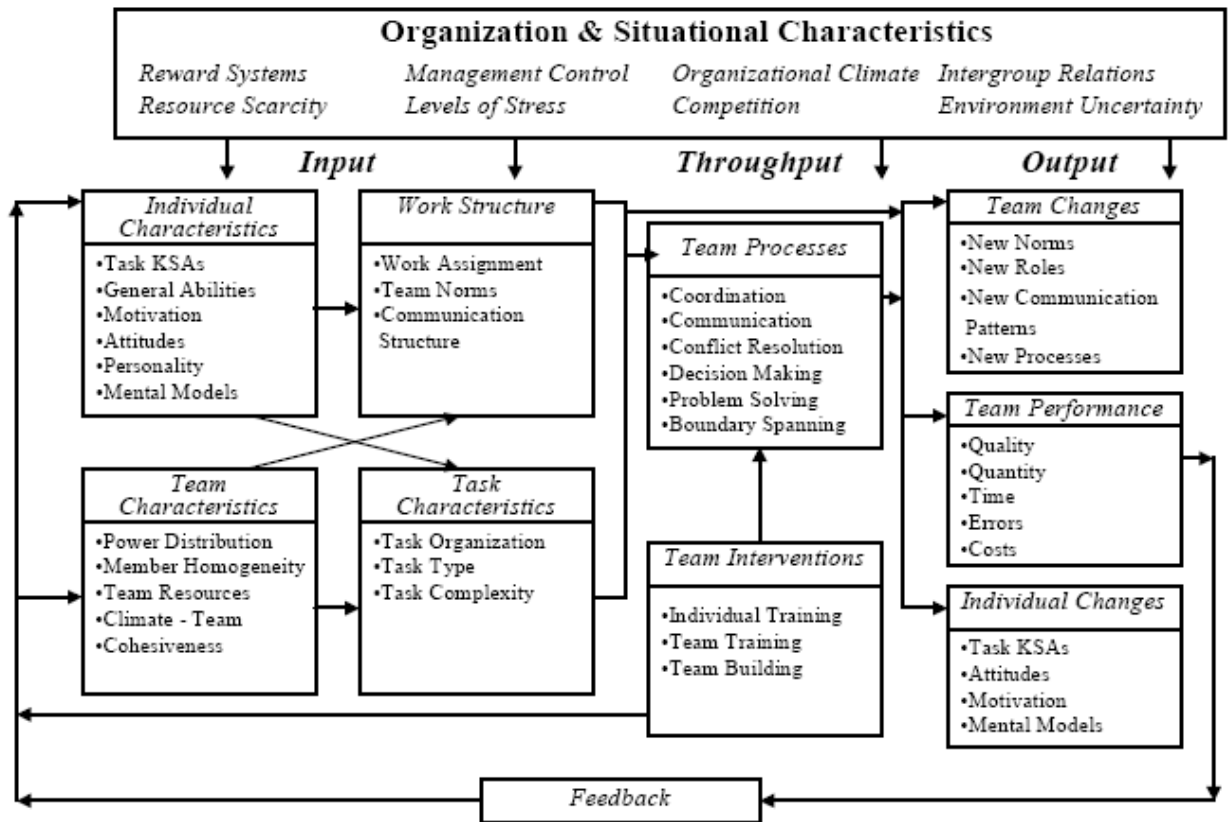 Organization & Situational Characteristics
Reward Systems Management Control Organizational Climate Intergroup Relations
Resource Scarcity Levels of Stress Competition Environment Uncertainty
Input Throughput Output
Individual
Characteristics
•Task KSAs
•General Abilities
•Motivation
•Attitudes
•Personality
•Mental Models
Work Structure
•Work Assignment
•Team Norms
•Communication
Structure
Team
Characteristics
•Power Distribution
•Member Homogeneity
•Team Resources
•Climate - Team
•Cohesiveness
Task
Characteristics
•Task Organization
•Task Type
•Task Complexity
Team Processes
•Coordination
•Communication
•Conflict Resolution
•Decision Making
•Problem Solving
•Boundary Spanning
Team Interventions
•Individual Training
•Team Training
•Team Building
Team Changes
•New Norms
•New Roles
•New Communication
Patterns
•New Processes
Team Performance
•Quality
•Quantity
•Time
•Errors
•Costs
Individual Changes
•Task KSAs
•Attitudes
•Motivation
•Mental Models
Feedback